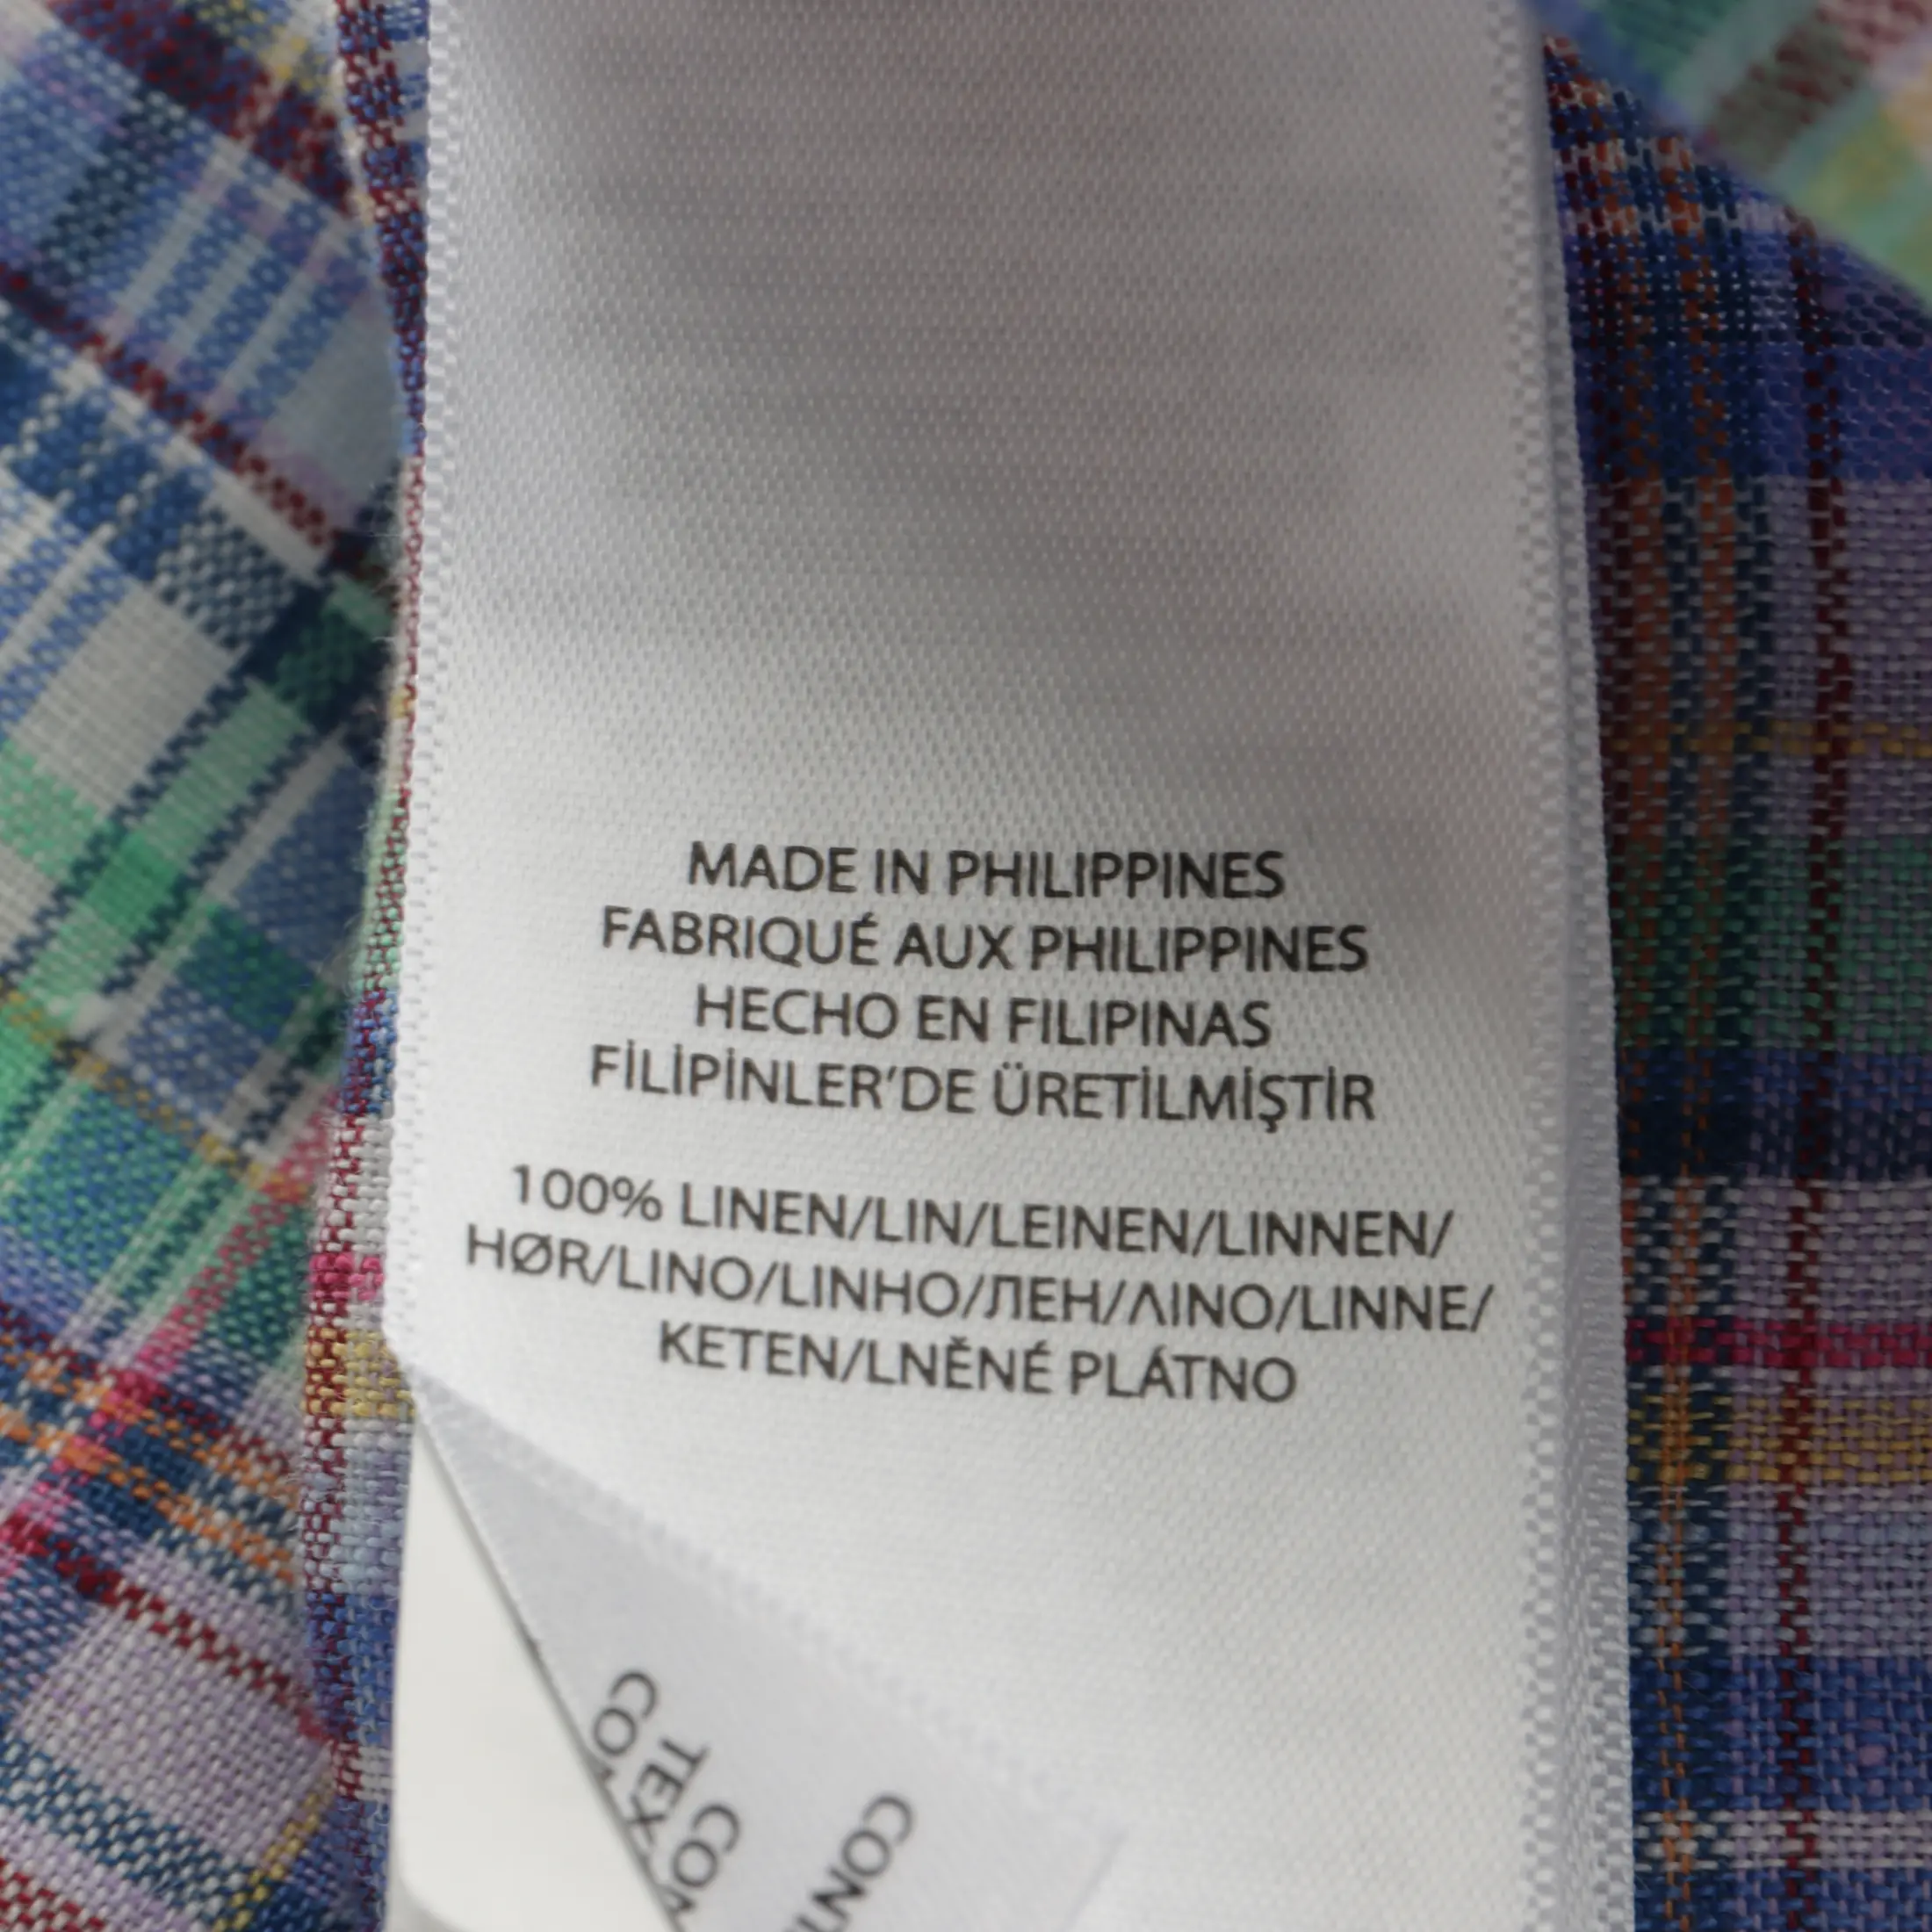 MADE IN PHILIPPINES
FABRIQUÉ AUX PHILIPPINES
HECHO EN FILIPINAS
FİLİPİNLER'DE ÜRETİLMİŞTİR
100% LINEN/LIN/LEINEN/LINNEN/
HØR/LINO/LINHO/ЛЕН/ΛΙΝΟ/LINNE/
KETEN/LNĚNÉ PLÁTNO